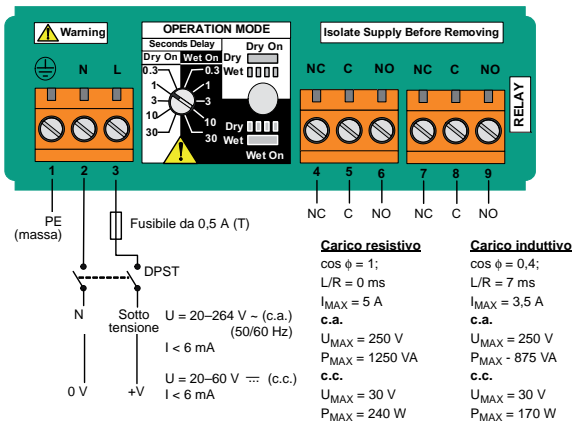 Warning
OPERATION MODE
Isolate Supply Before Removing
Seconds Delay
Dry On
Wet On
Dry On
Dry
Wet
0.3
0.3
1
1
3
3
10
10
30
30
Dry
Wet
Wet On
N
L
NC
C
NO
NC
C
NO
RELAY
1
2
3
4
5
6
7
8
9
PE
(massa)
Fusibile da 0,5 A (T)
DPST
N
Sotto
tensione
0 V
+V
U = 20–264 V ~ (c.a.)
(50/60 Hz)
I < 6 mA
U = 20–60 V ⎓ (c.c.)
I < 6 mA
NC
C
NO
NC
C
NO
Carico resistivo
cos ϕ = 1;
L/R = 0 ms
IMAX = 5 A
c.a.
UMAX = 250 V
PMAX = 1250 VA
c.c.
UMAX = 30 V
PMAX = 240 W
Carico induttivo
cos ϕ = 0,4;
L/R = 7 ms
IMAX = 3,5 A
c.a.
UMAX = 250 V
PMAX - 875 VA
c.c.
UMAX = 30 V
PMAX = 170 W